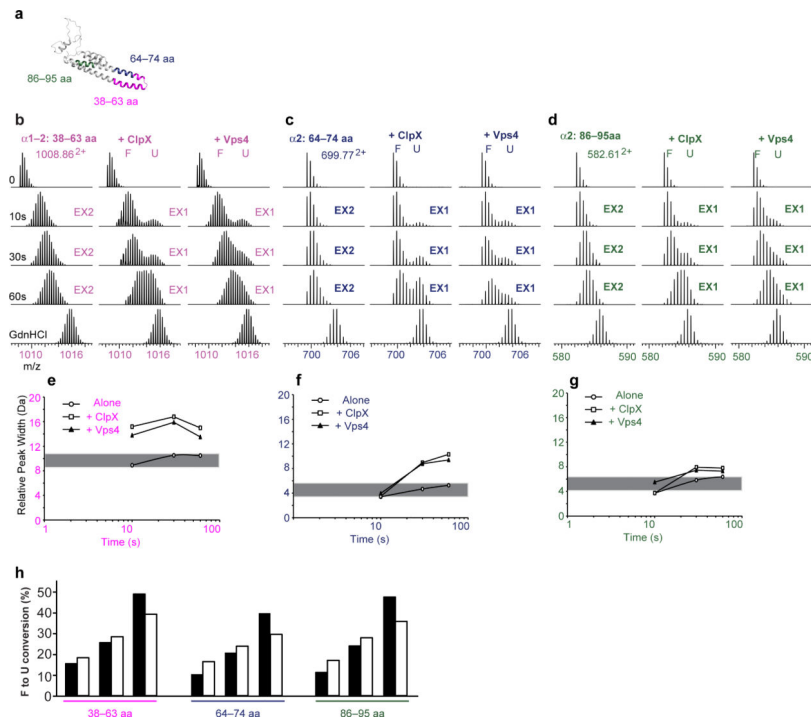 a
64–74 aa
86–95 aa
38–63 aa
b
α1–2: 38–63 aa
+ ClpX
+ Vps4
1008.86²⁺
F U
F U
c
α2: 64–74 aa
+ ClpX
+ Vps4
699.77²⁺
F U
F U
d
α2: 86–95aa
+ ClpX
+ Vps4
582.61²⁺
F U
F U
0
10s
EX2
EX1
EX1
EX2
EX1
EX1
EX2
EX1
EX1
30s
EX2
EX1
EX1
EX2
EX1
EX1
EX2
EX1
EX1
60s
EX2
EX1
EX1
EX2
EX1
EX1
EX2
EX1
EX1
GdnHCl
1010 1016
1010 1016
1010 1016
700 706
700 706
700 706
580 590
580 590
580 590
m/z
e
Relative Peak Width (Da)
20
16
12
8
4
0
Alone
+ ClpX
+ Vps4
1 10 100
Time (s)
f
20
16
12
8
4
0
Alone
+ ClpX
+ Vps4
1 10 100
Time (s)
g
20
16
12
8
4
0
Alone
+ ClpX
+ Vps4
1 10 100
Time (s)
h
F to U conversion (%)
50
40
30
20
10
0
38–63 aa
64–74 aa
86–95 aa